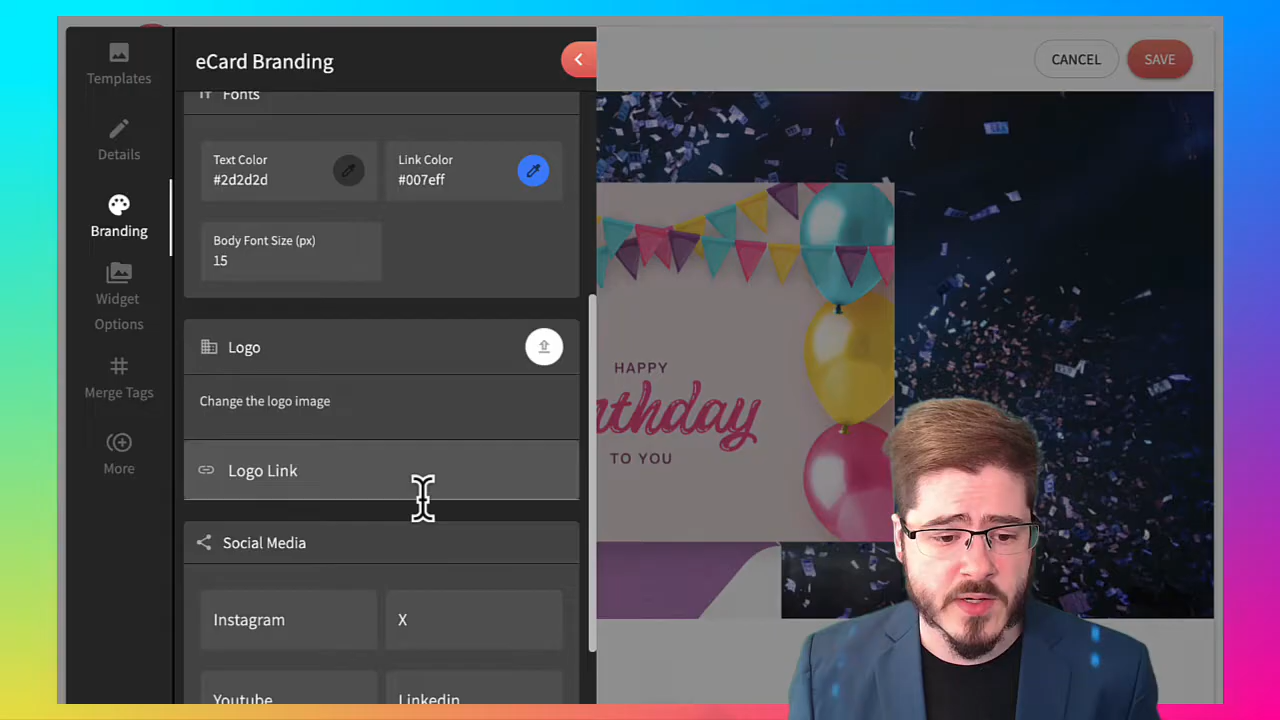 Templates
Details
Branding
Widget
Options
Merge Tags
More
eCard Branding
Fonts
Text Color
#2d2d2d
Link Color
#007eff
Body Font Size (px)
15
Logo
Change the logo image
Logo Link
Social Media
Instagram
X
Youtube
Linkedin
CANCEL
SAVE
HAPPY
thday
TO YOU